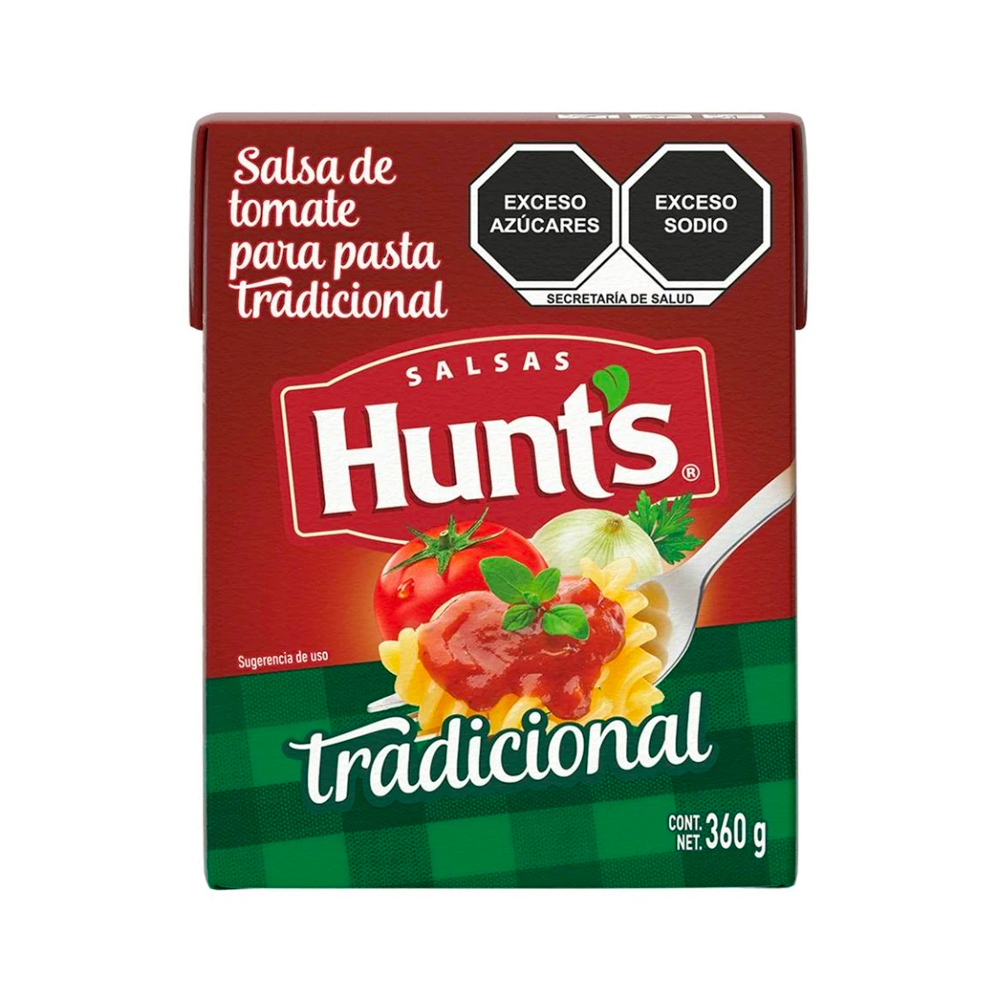 Salsa de
tomate
para pasta
tradicional
EXCESO
AZÚCARES
EXCESO
SODIO
SECRETARÍA DE SALUD
SALSAS
Hunt's®
Sugerencia de uso
tradicional
CONT.
NET. 360 g